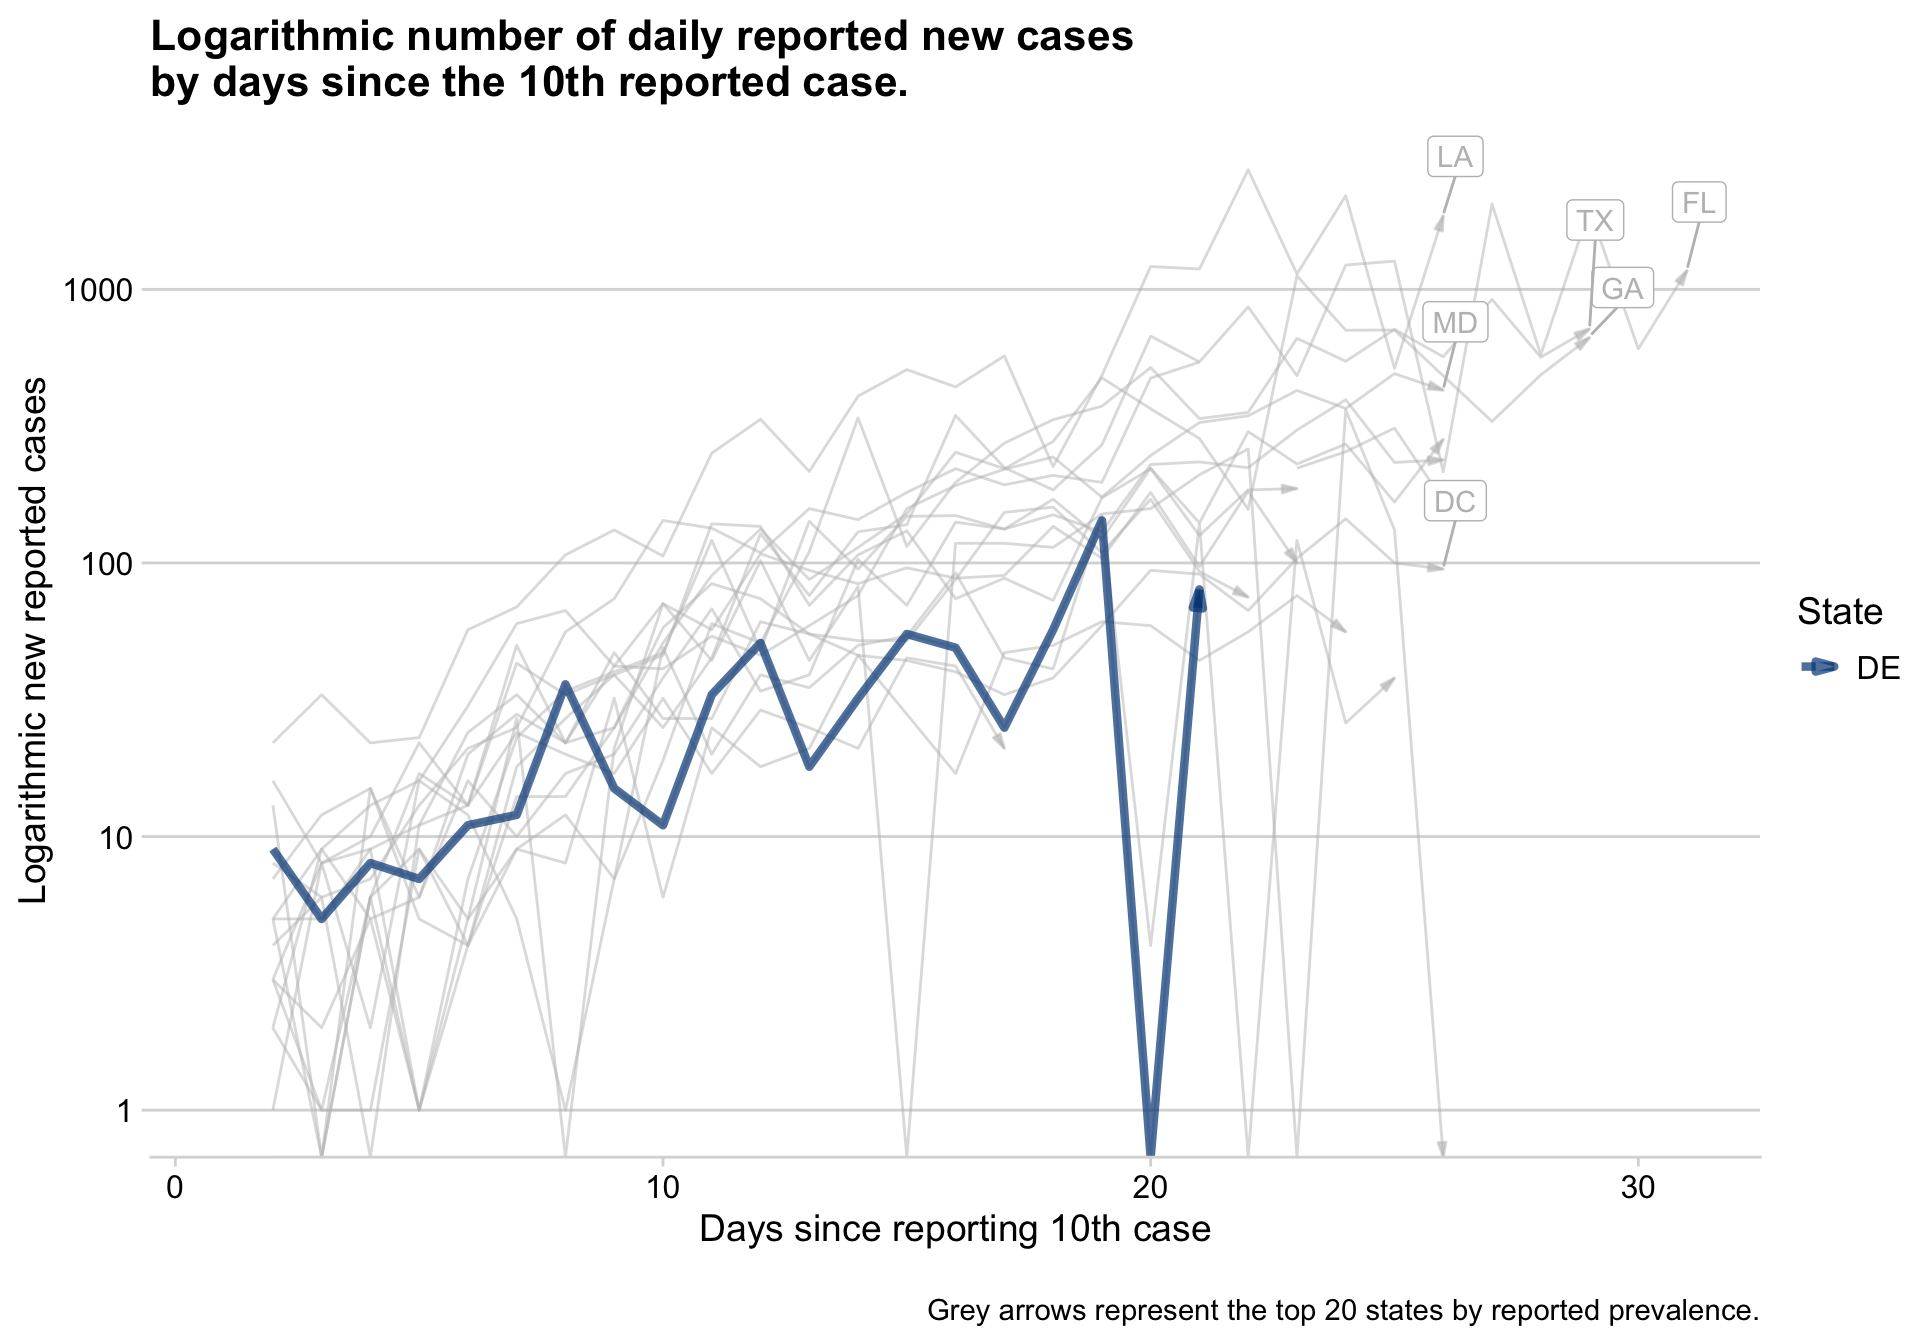 Logarithmic number of daily reported new cases
by days since the 10th reported case.
LA
TX
FL
GA
MD
DC
1000
100
10
1
Logarithmic new reported cases
0
10
20
30
Days since reporting 10th case
State
DE
Grey arrows represent the top 20 states by reported prevalence.